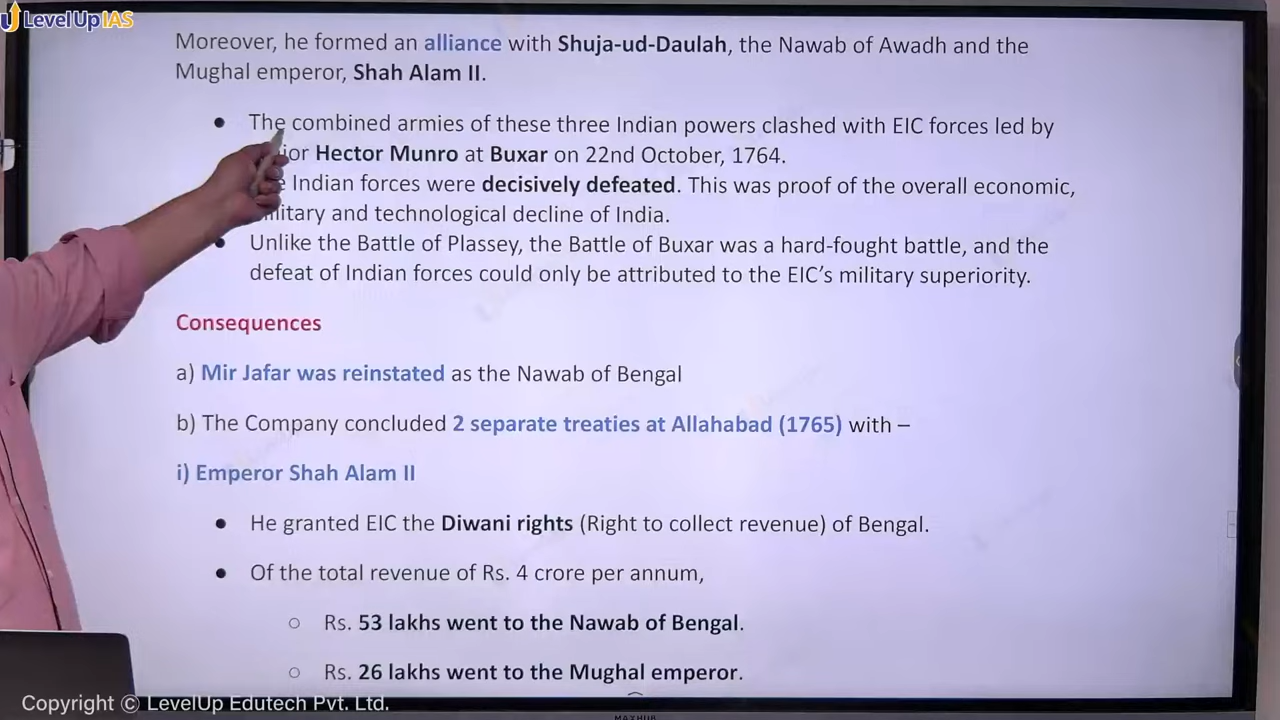 LevelUp IAS
Moreover, he formed an alliance with Shuja-ud-Daulah, the Nawab of Awadh and the
Mughal emperor, Shah Alam II.
● The combined armies of these three Indian powers clashed with EIC forces led by
Hector Munro at Buxar on 22nd October, 1764.
Indian forces were decisively defeated. This was proof of the overall economic,
and technological decline of India.
● Unlike the Battle of Plassey, the Battle of Buxar was a hard-fought battle, and the
defeat of Indian forces could only be attributed to the EIC’s military superiority.
Consequences
a) Mir Jafar was reinstated as the Nawab of Bengal
b) The Company concluded 2 separate treaties at Allahabad (1765) with –
i) Emperor Shah Alam II
● He granted EIC the Diwani rights (Right to collect revenue) of Bengal.
● Of the total revenue of Rs. 4 crore per annum,
○ Rs. 53 lakhs went to the Nawab of Bengal.
○ Rs. 26 lakhs went to the Mughal emperor.
Copyright © LevelUp Edutech Pvt. Ltd.
MAXHUB